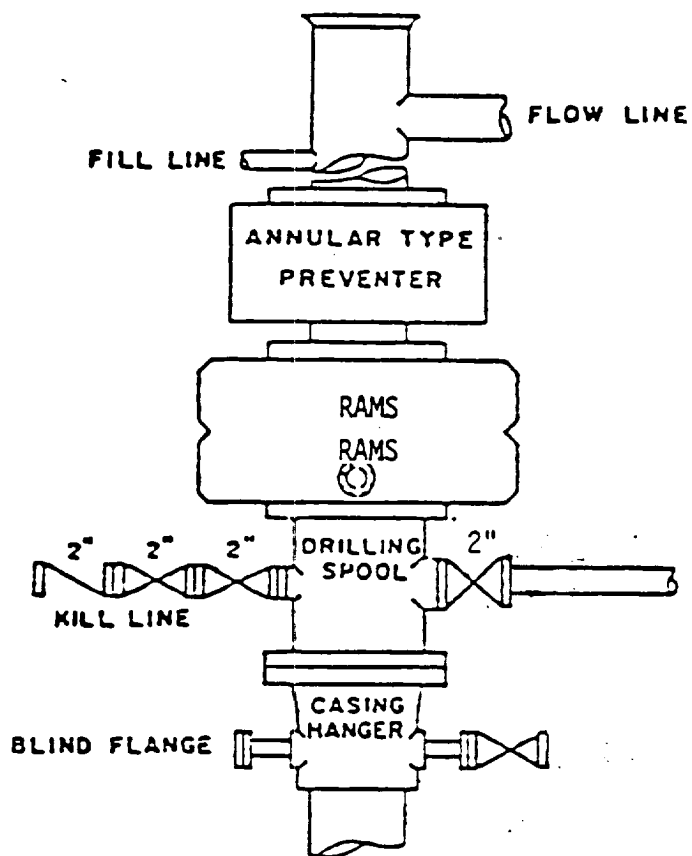 FLOW LINE
FILL LINE
ANNULAR TYPE
PREVENTER
RAMS
RAMS
2" 2" 2" DRILLING 2"
SPOOL
KILL LINE
CASING
HANGER
BLIND FLANGE